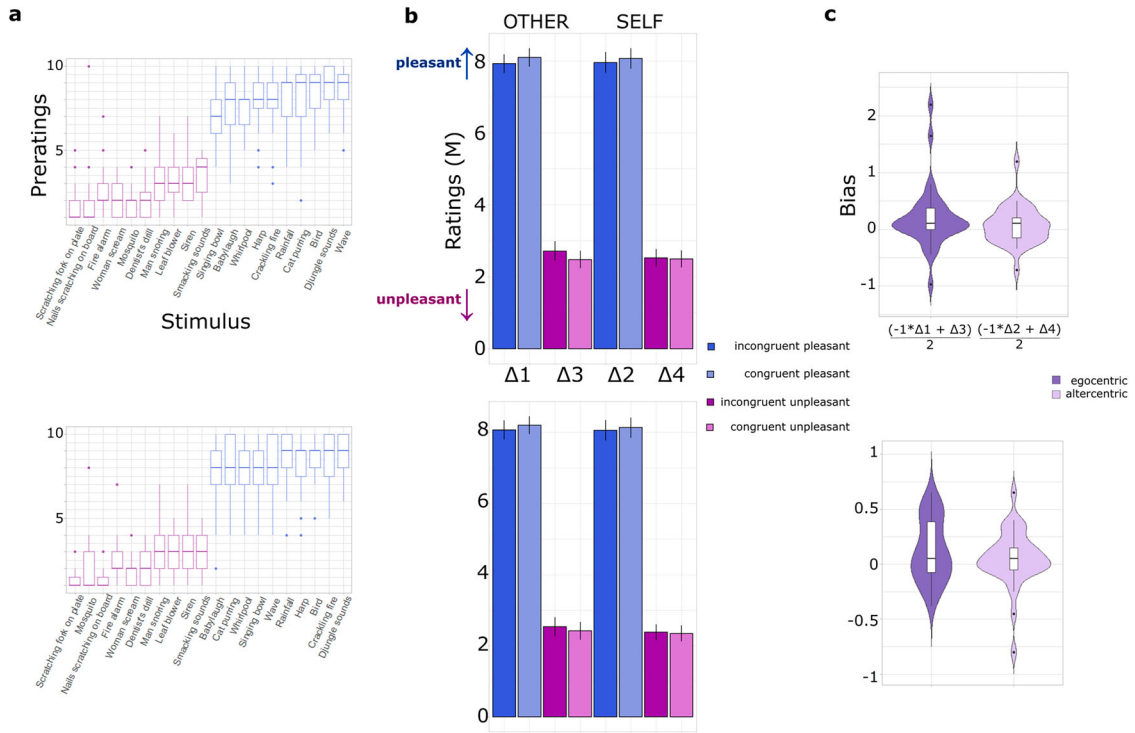 a
10
5
Preratings
Scratching fork on plate
Nails scratching on board
Fire alarm
Woman scream
Mosquito
Dentist's drill
Man snoring
Leaf blower
Siren
Smacking sounds
Singing bowl
Babylaugh
Whirlpool
Harp
Crackling fire
Rainfall
Cat purring
Bird
Djungle sounds
Wave
Stimulus
10
5
Scratching fork on plate
Mosquito
Nails scratching on board
Fire alarm
Woman scream
Dentist's drill
Man snoring
Leaf blower
Siren
Smacking sounds
Babylaugh
Cat purring
Whirlpool
Singing bowl
Wave
Rainfall
Harp
Bird
Crackling fire
Djungle sounds
b
OTHER SELF
pleasant
unpleasant
Ratings (M)
8
6
4
2
0
Δ1 Δ3 Δ2 Δ4
incongruent pleasant
congruent pleasant
incongruent unpleasant
congruent unpleasant
8
6
4
2
0
c
Bias
2
1
0
-1
(-1*Δ1 + Δ3) (-1*Δ2 + Δ4)
2 2
egocentric
altercentric
1
0.5
0
-0.5
-1